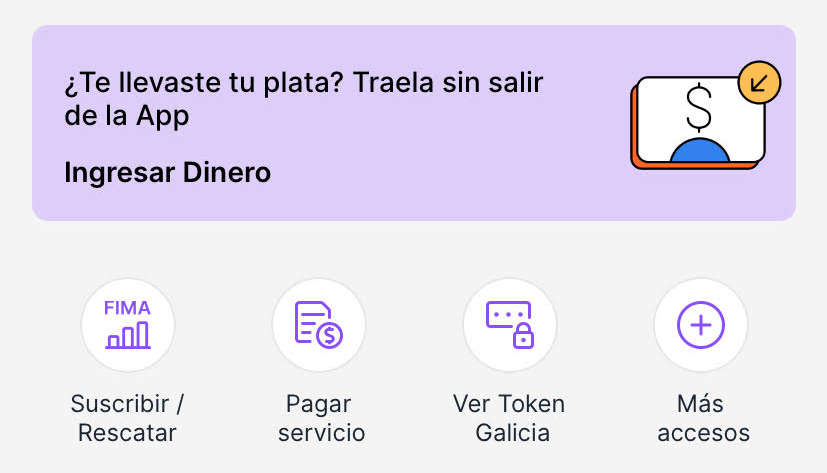 ¿Te llevaste tu plata? Traela sin salir
de la App
Ingresar Dinero
$
FIMA
$
Suscribir /
Rescatar
Pagar
servicio
Ver Token
Galicia
Más
accesos